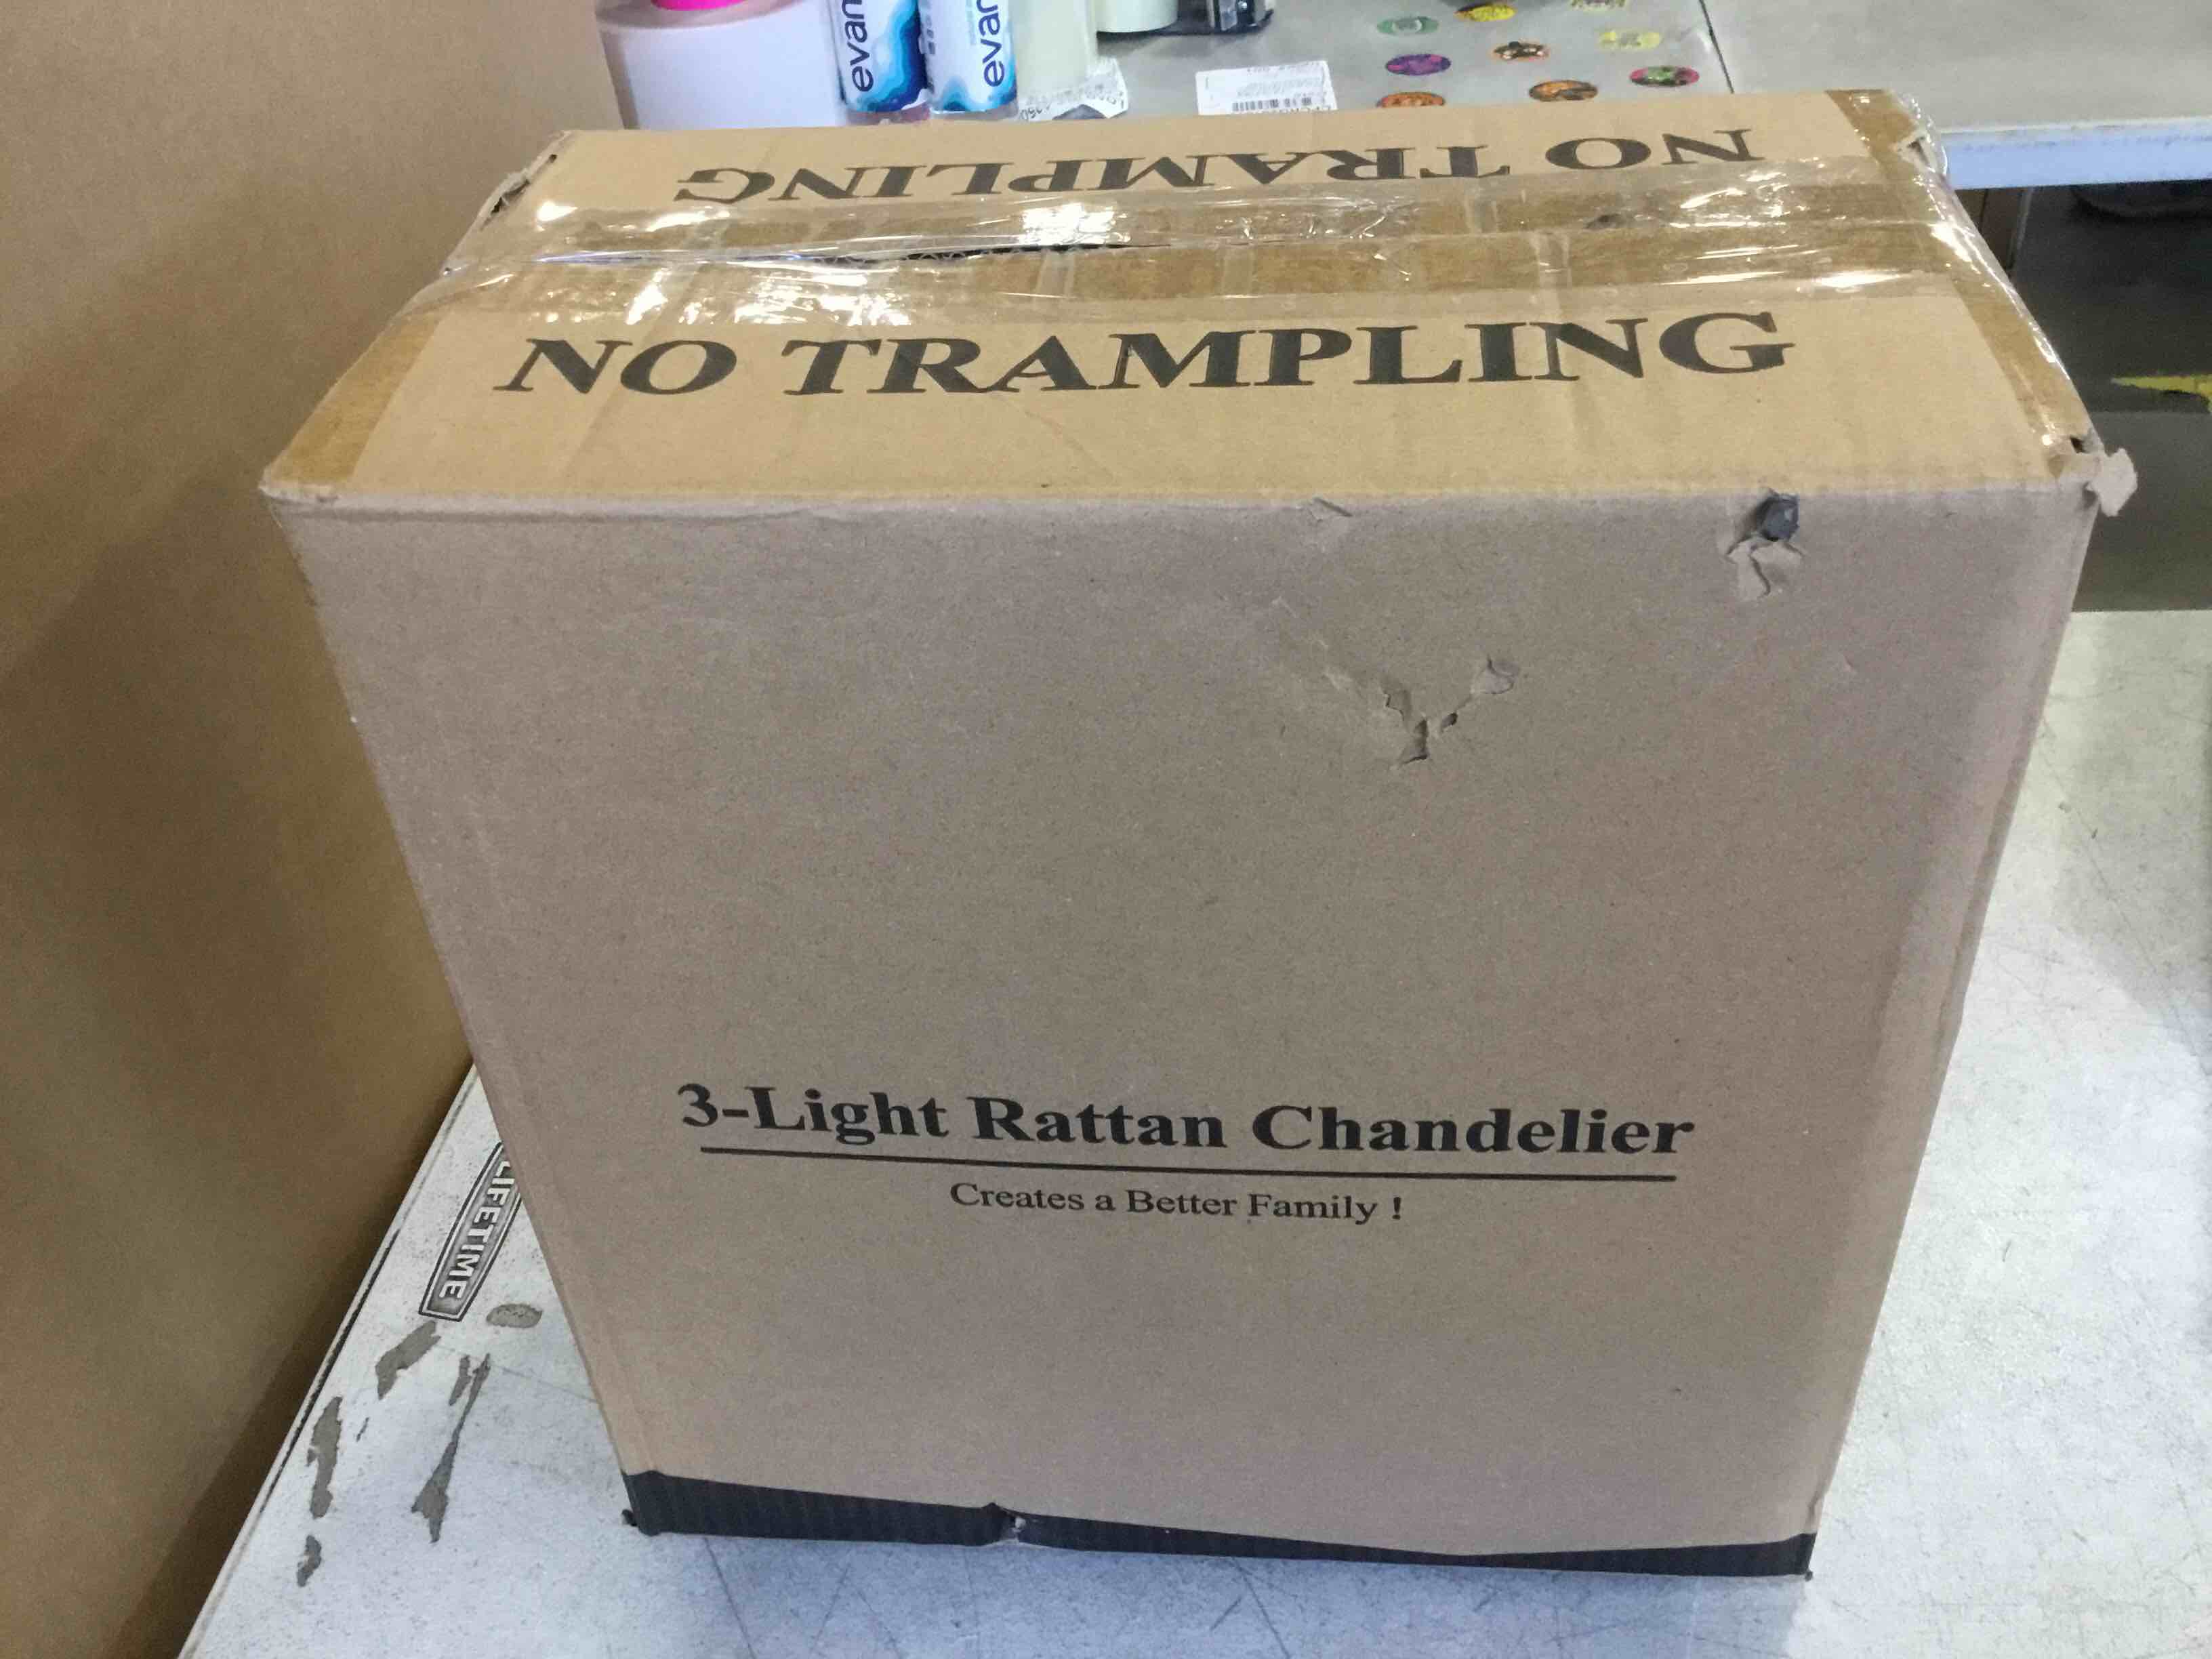 evian
evian
NO TRAMPLING
NO TRAMPLING
3-Light Rattan Chandelier
Creates a Better Family !
LIFETIME